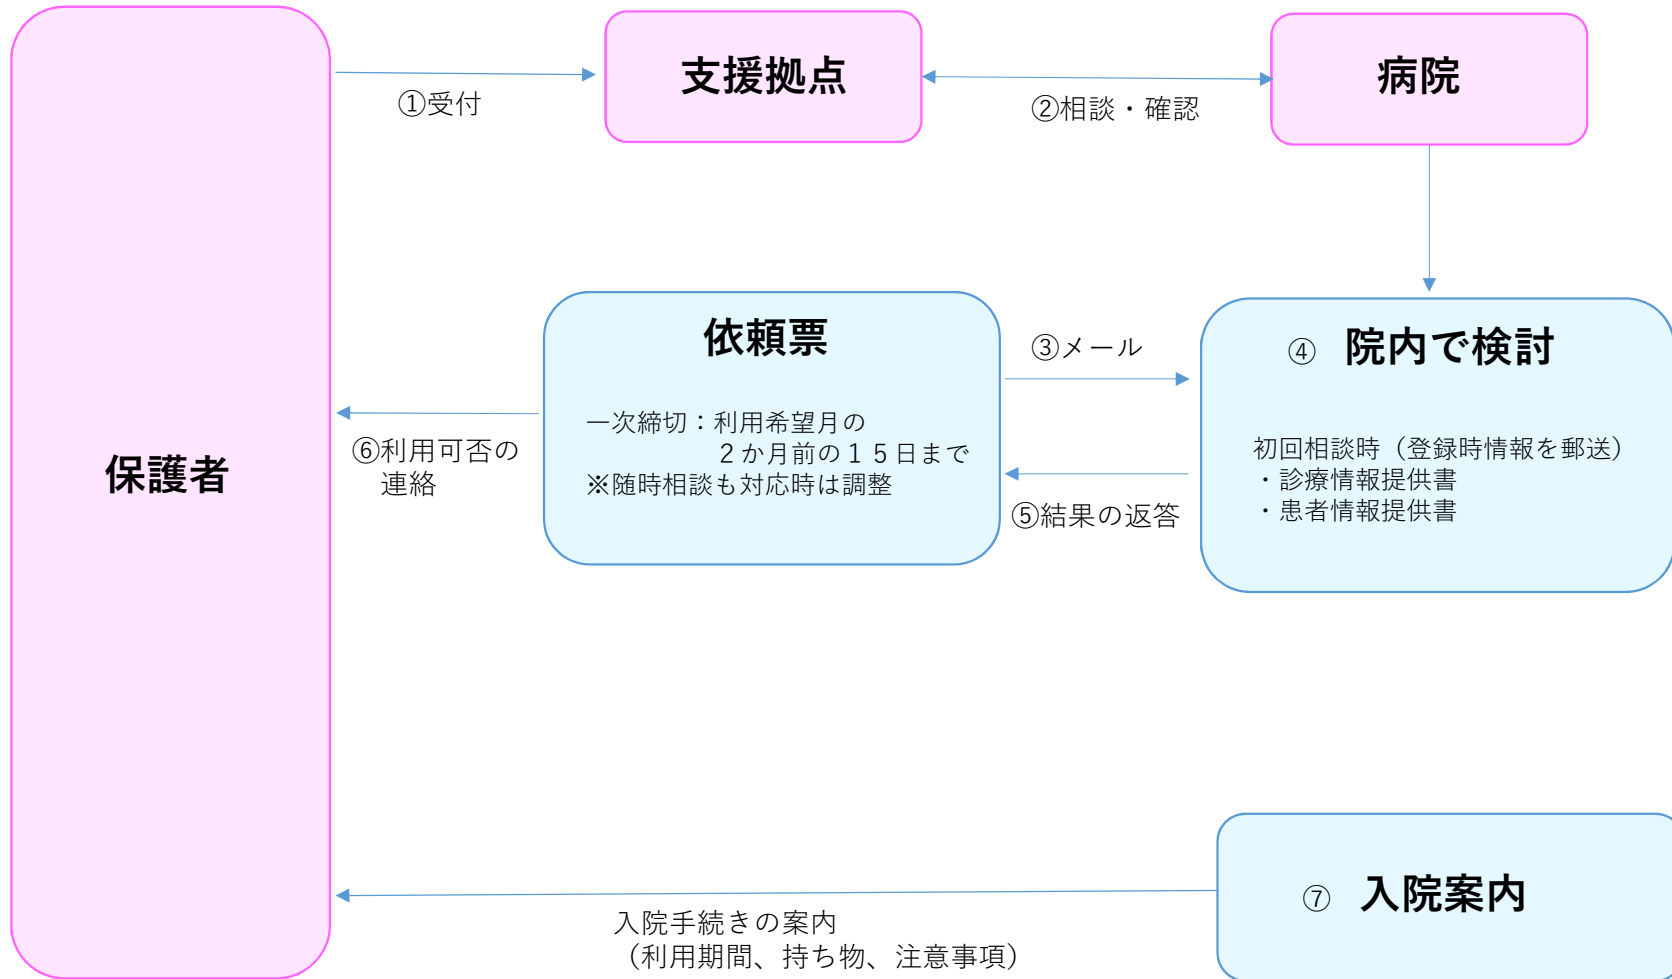 支援拠点
病院
①受付
②相談・確認
依頼票
一次締切：利用希望月の
２か月前の１５日まで
※随時相談も対応時は調整
③メール
④ 院内で検討
初回相談時（登録時情報を郵送）
・診療情報提供書
・患者情報提供書
⑤結果の返答
⑥利用可否の
連絡
保護者
⑦ 入院案内
入院手続きの案内
（利用期間、持ち物、注意事項）